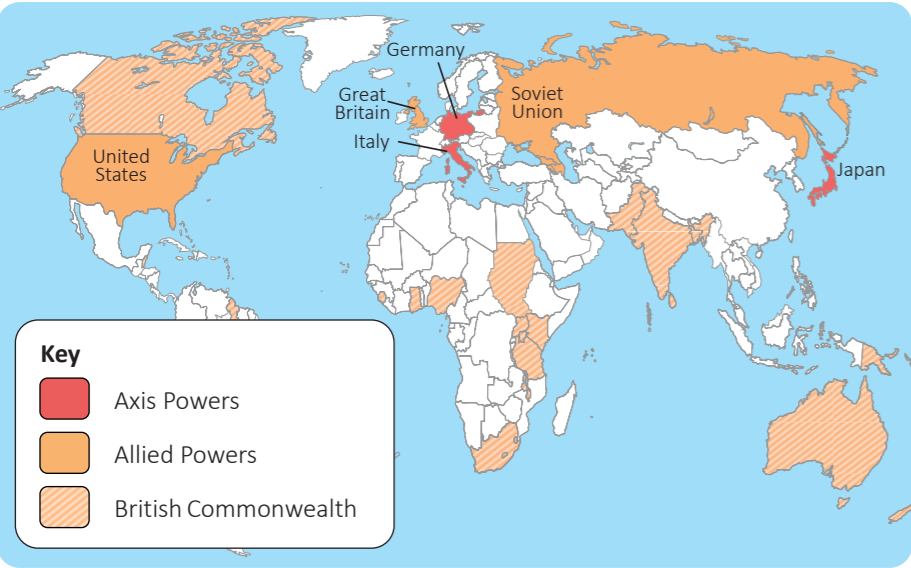 Germany
Great
Britain
Italy
Soviet
Union
United
States
Japan
Key
Axis Powers
Allied Powers
British Commonwealth